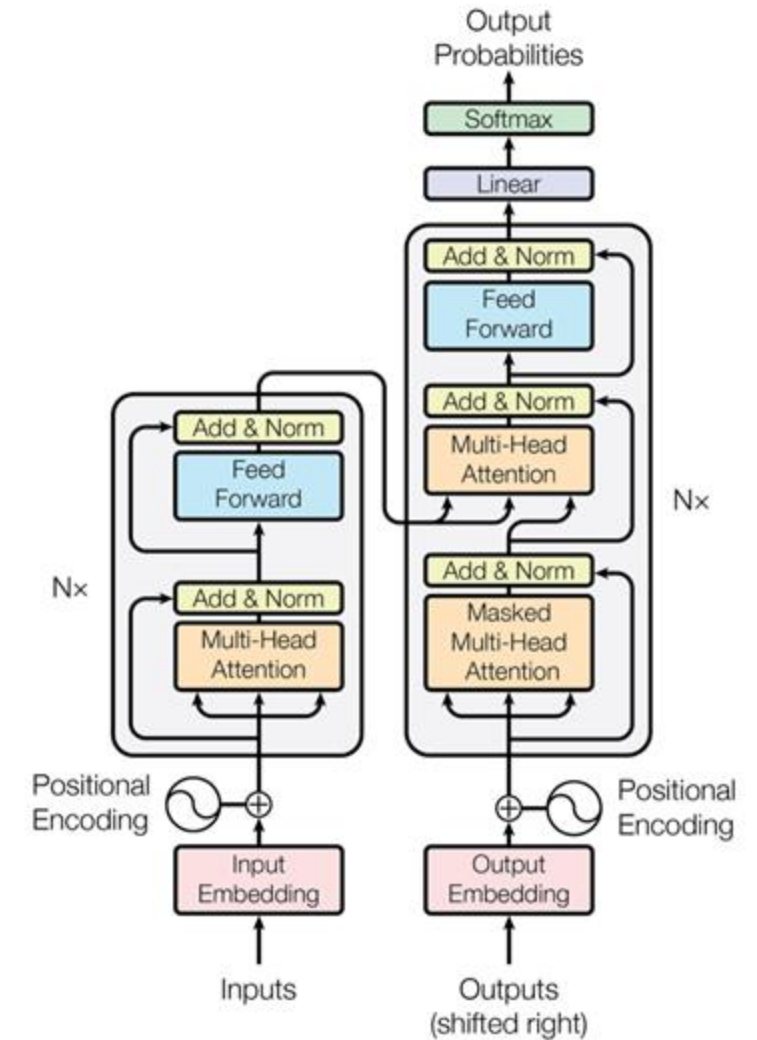 Output
Probabilities
Softmax
Linear
Add & Norm
Feed
Forward
Add & Norm
Multi-Head
Attention
Nx
Add & Norm
Masked
Multi-Head
Attention
Add & Norm
Feed
Forward
Nx
Add & Norm
Multi-Head
Attention
Positional
Encoding
Positional
Encoding
Input
Embedding
Output
Embedding
Inputs
Outputs
(shifted right)